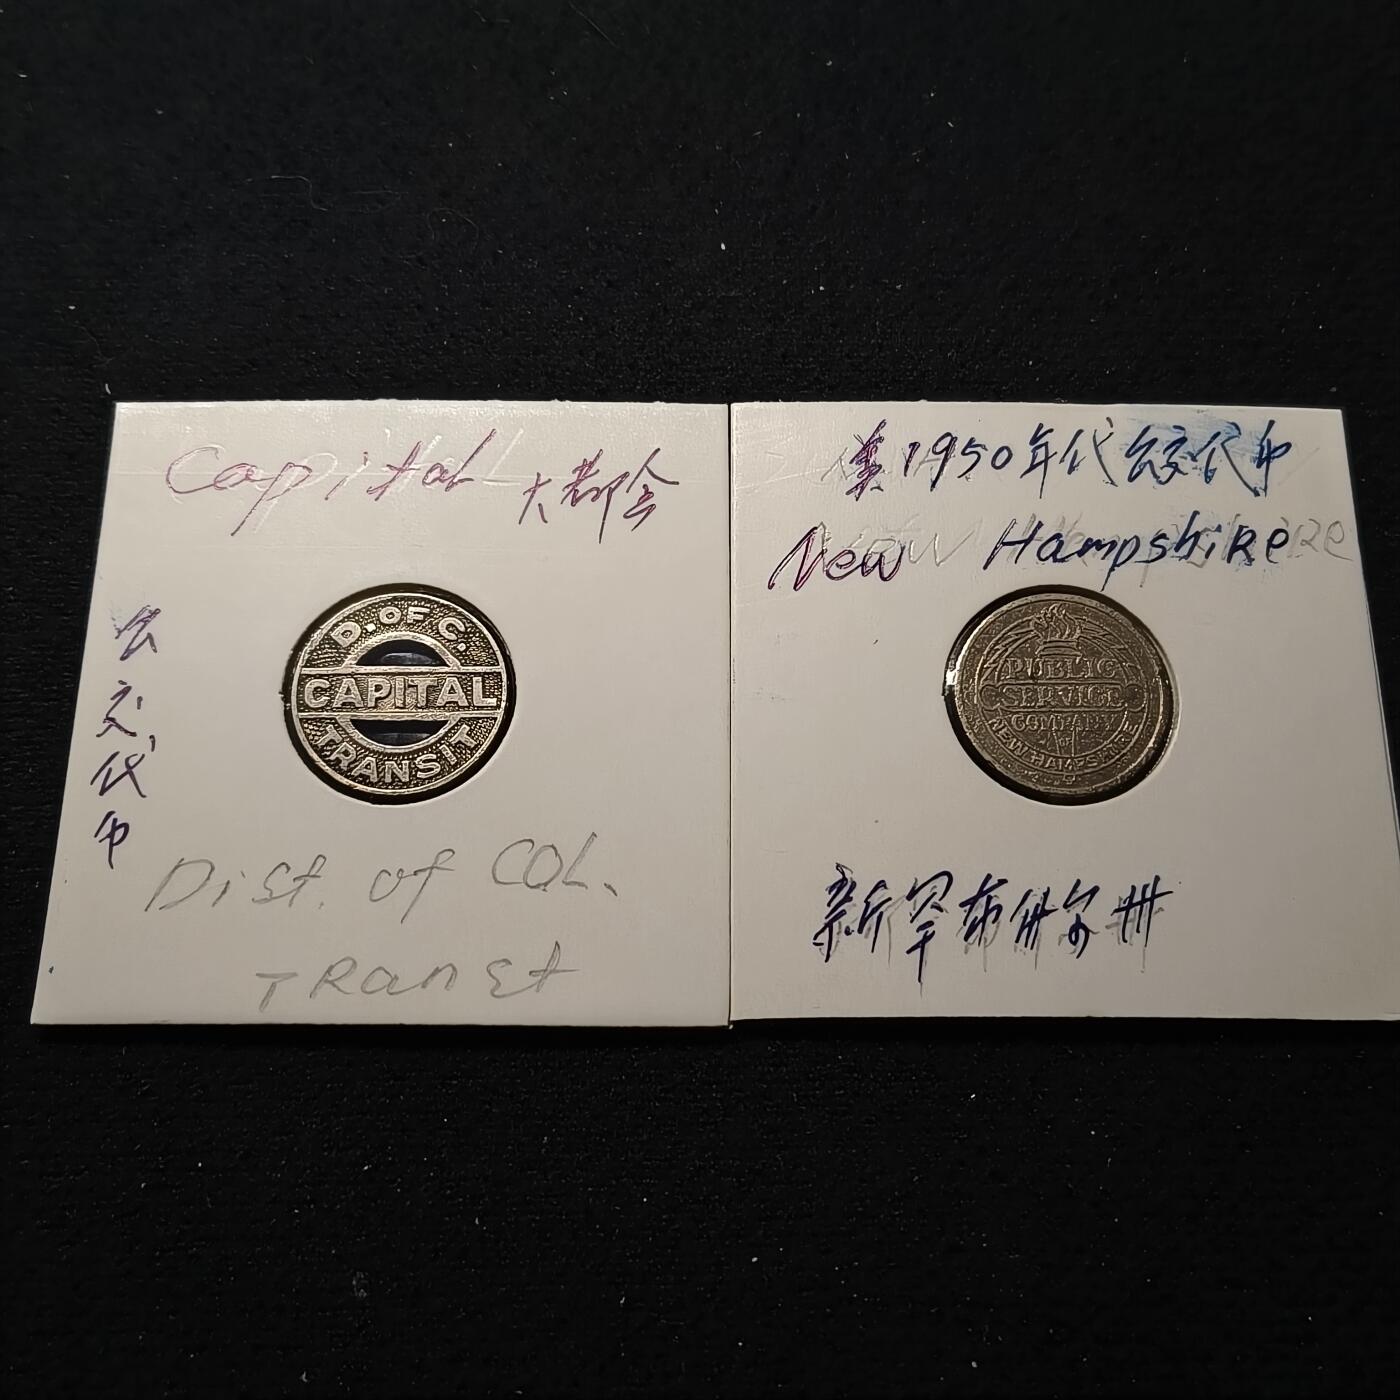 Capital 大都会
公交代币
D. OF C.
CAPITAL
TRANSIT
Dist. of COL.
TRanSt
美1950年代公交代币
New HampshiRe
PUBLIC
SERVICE
COMPANY
OF
NEW HAMPSHIRE
新罕布什尔州